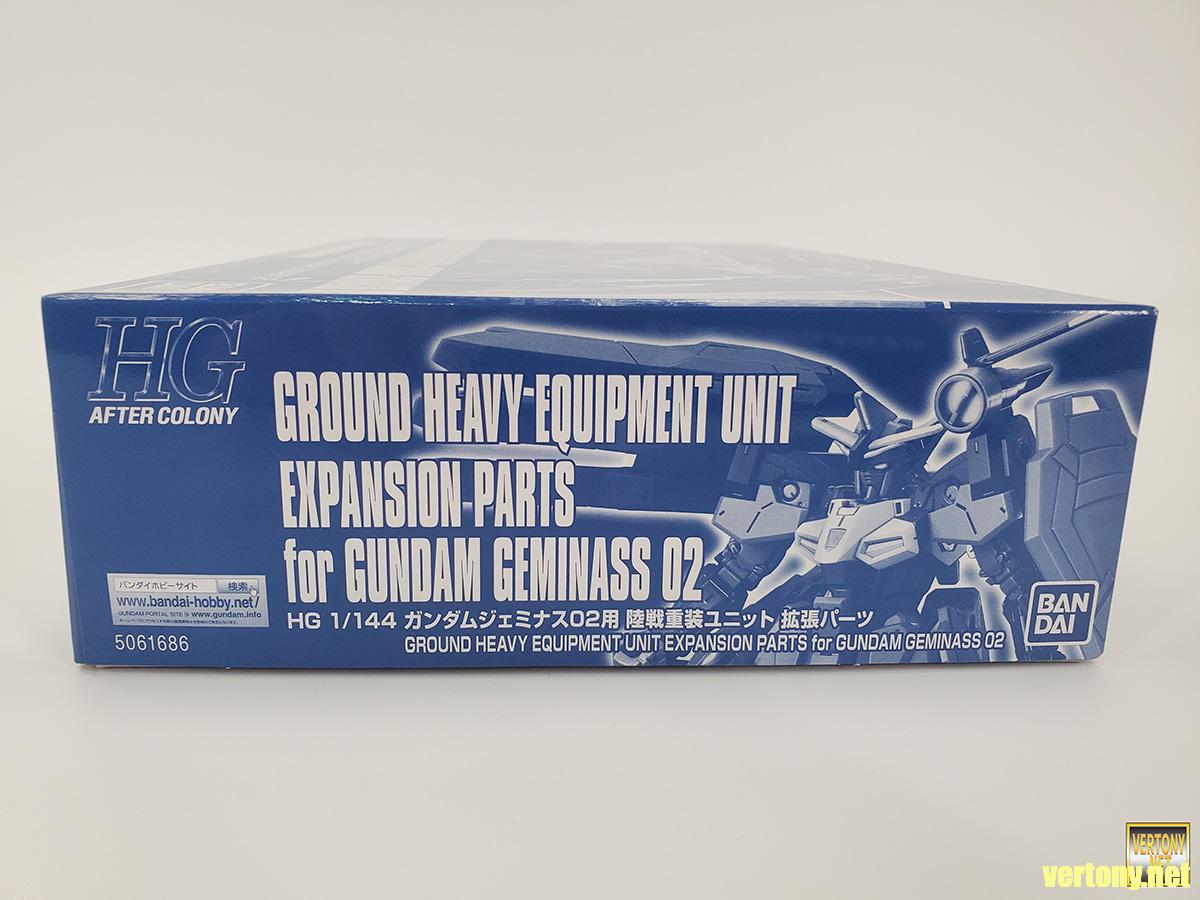 HG
AFTER COLONY
GROUND HEAVY EQUIPMENT UNIT
EXPANSION PARTS
for GUNDAM GEMINASS 02
HG 1/144 ガンダムジェミナス02用 陸戦重装ユニット 拡張パーツ
GROUND HEAVY EQUIPMENT UNIT EXPANSION PARTS for GUNDAM GEMINASS 02
バンダイホビーサイト 検索
www.bandai-hobby.net/
GUNDAM PORTAL SITE ≫ www.gundam.info
5061686
BAN
DAI
VERTONY
NET
vertony.net